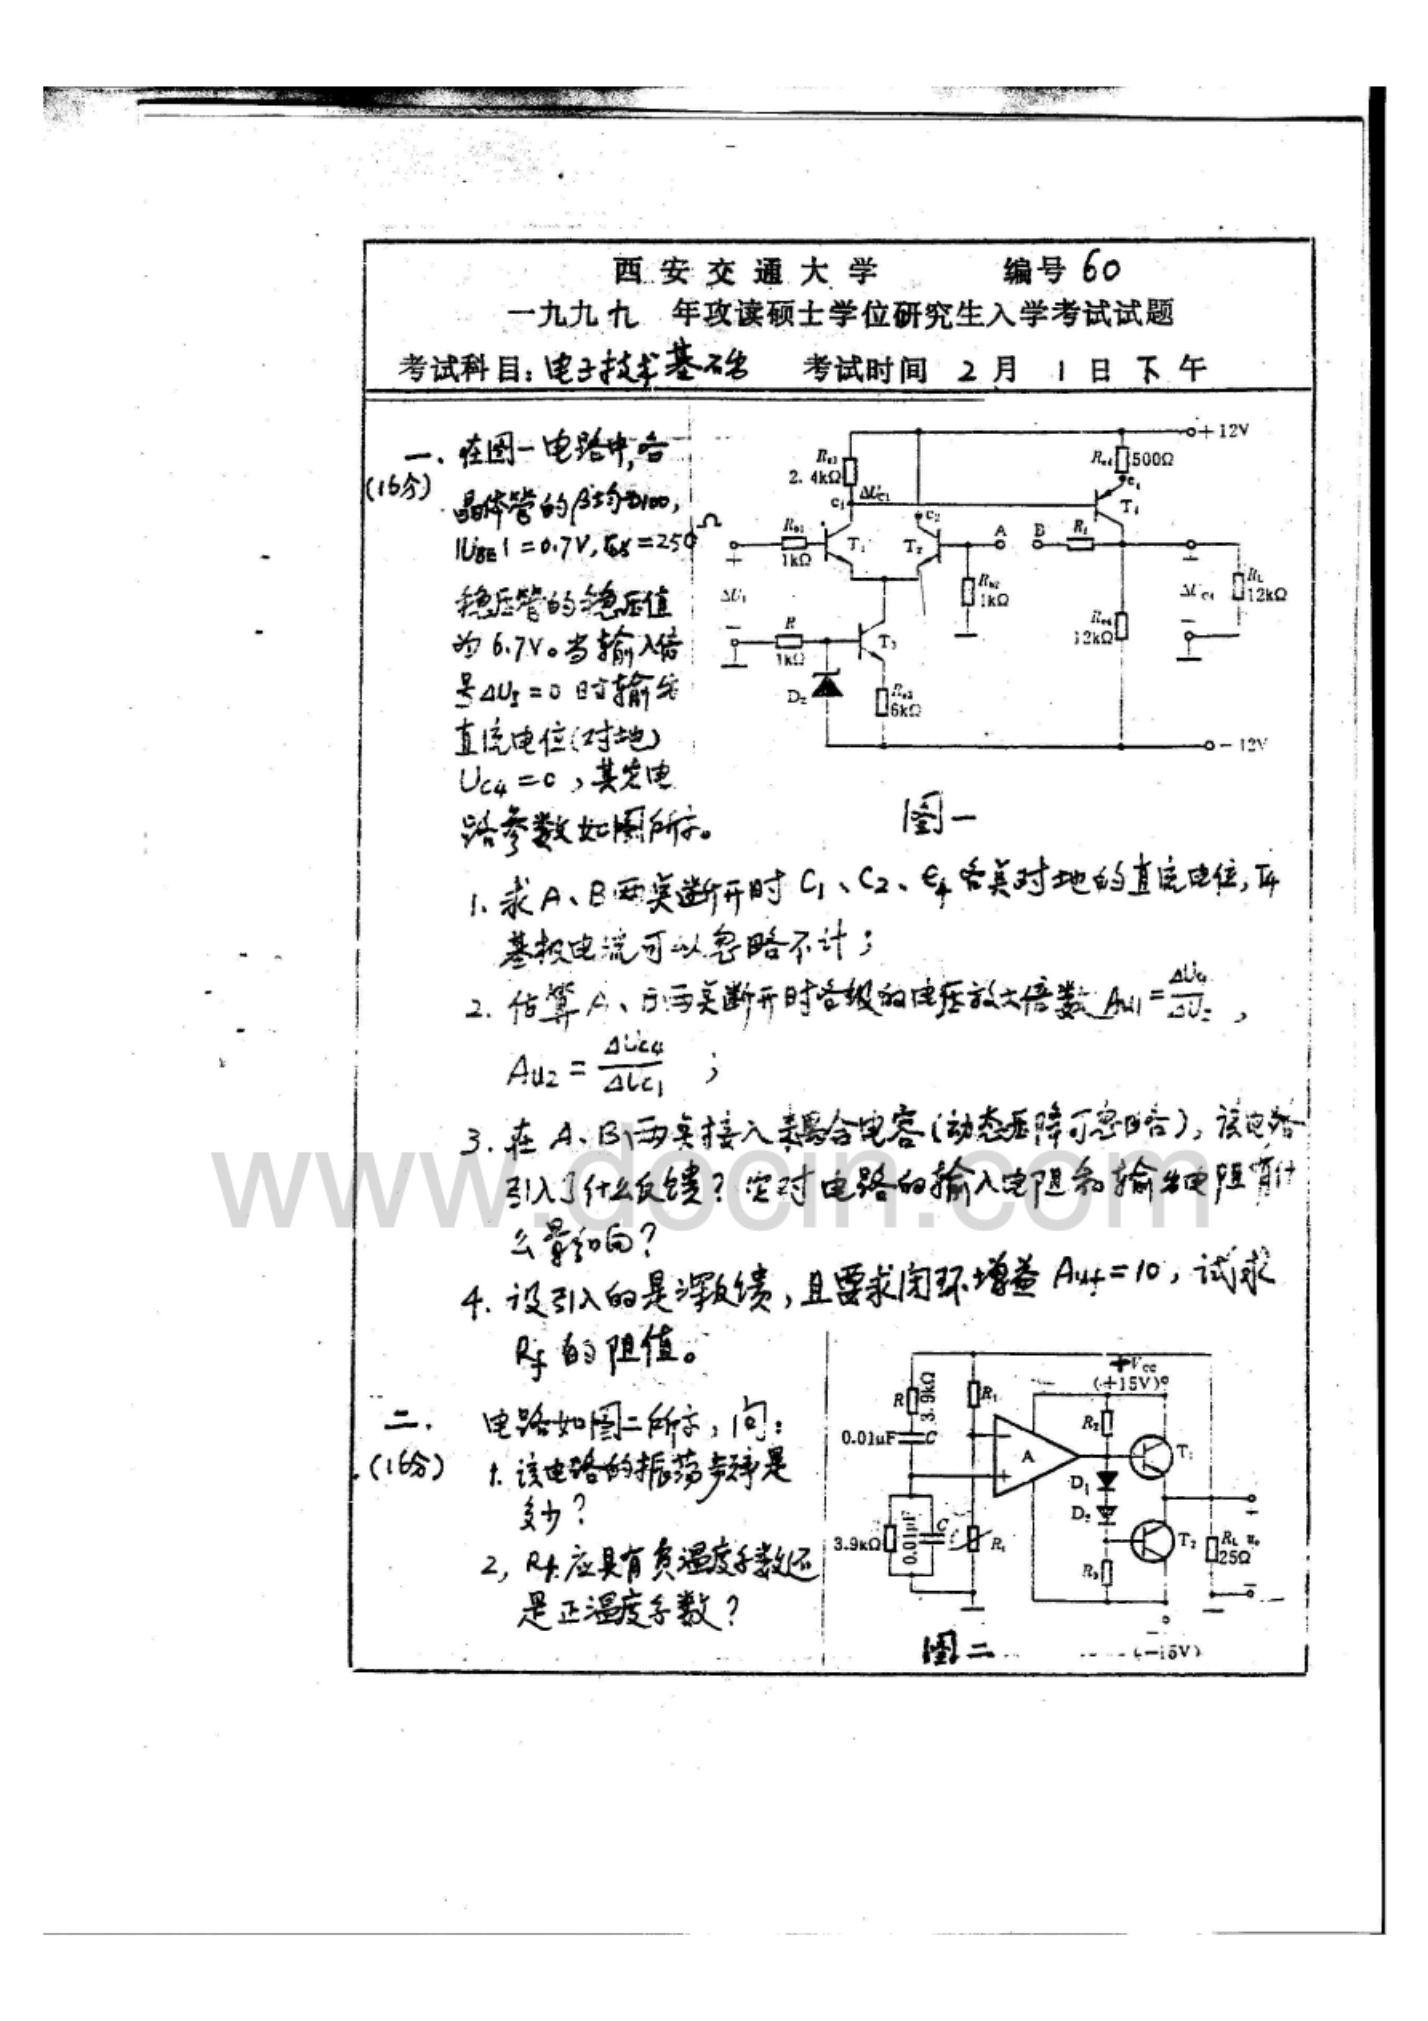 西安交通大学 编号 60
一九九九 年攻读硕士学位研究生入学考试试题
考试科目:电子技术基础 考试时间 2 月 1 日 下 午
一. 在图一电路中,各
(16分)
晶体管的β均为100,
|UBE| = 0.7V, rbb' = 250Ω
稳压管的稳压值
为6.7V。当输入信
号ΔUI = 0 时输出
直流电位(对地)
UC4 = 0 , 其它电
路参数如图所示。
+12V
Rc1
2.4kΩ
Re4
500Ω
e4
c1
ΔUC1
c2
T4
Rb1
1kΩ
T1
T2
A
B
Rf
ΔUI
Rb2
1kΩ
ΔUC4
RL
12kΩ
R
1kΩ
T3
Rc4
12kΩ
DZ
Re3
6kΩ
-12V
图一
1. 求A、B两点断开时 C1、C2、e4 各点对地的直流电位, T4
基极电流可以忽略不计;
2. 估算A、B两点断开时各级的电压放大倍数 Au1 = ΔUC1/ΔUI ,
Au2 = ΔUC4/ΔUC1 ;
3. 在 A、B 两点接入耦合电容(动态压降可忽略), 该电路
引入了什么反馈? 它对电路的输入电阻和输出电阻有什
么影响?
4. 设引入的是深反馈, 且要求闭环增益 Auf = 10 , 试求
Rf 的阻值。
二. 电路如图二所示, 问:
(16分)
1. 该电路的振荡频率是
多少?
2, Rt 应具有负温度系数还
是正温度系数?
R
3.9kΩ
R1
+VCC
(+15V)
0.01uF
C
R2
A
T1
D1
D2
3.9kΩ
0.01uF
C
Rt
T2
RL
25Ω
uo
R3
(-15V)
图二
www.docin.com